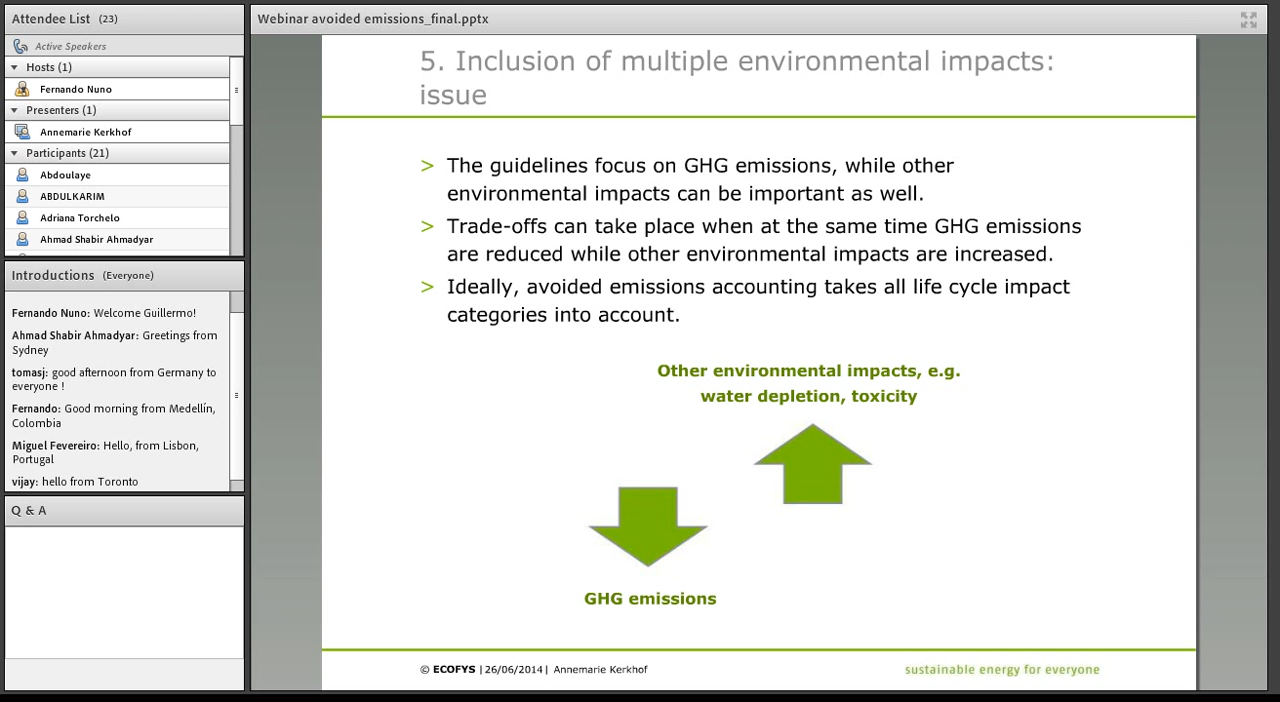 Attendee List (23)
Active Speakers
Hosts (1)
Fernando Nuno
Presenters (1)
Annemarie Kerkhof
Participants (21)
Abdoulaye
ABDULKARIM
Adriana Torchelo
Ahmad Shabir Ahmadyar
Introductions (Everyone)
Fernando Nuno: Welcome Guillermo!
Ahmad Shabir Ahmadyar: Greetings from
Sydney
tomasj: good afternoon from Germany to
everyone !
Fernando: Good morning from Medellín,
Colombia
Miguel Fevereiro: Hello, from Lisbon,
Portugal
vijay: hello from Toronto
Q & A
Webinar avoided emissions_final.pptx
5. Inclusion of multiple environmental impacts:
issue
> The guidelines focus on GHG emissions, while other
environmental impacts can be important as well.
> Trade-offs can take place when at the same time GHG emissions
are reduced while other environmental impacts are increased.
> Ideally, avoided emissions accounting takes all life cycle impact
categories into account.
Other environmental impacts, e.g.
water depletion, toxicity
GHG emissions
© ECOFYS | 26/06/2014 | Annemarie Kerkhof
sustainable energy for everyone